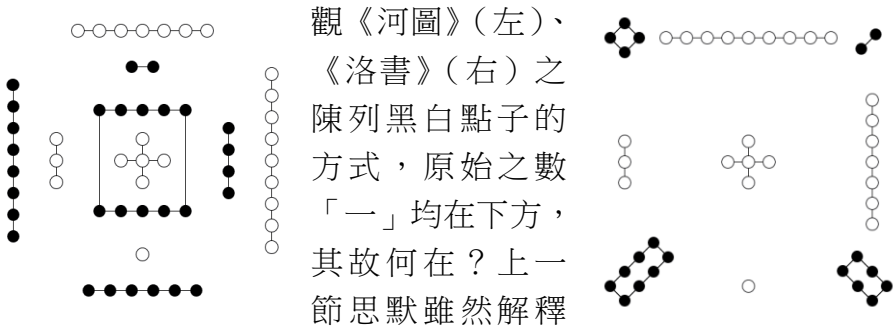 觀《河圖》（左）、
《洛書》（右）之
陳列黑白點子的
方式，原始之數
「一」均在下方，
其故何在？上一
節思默雖然解釋